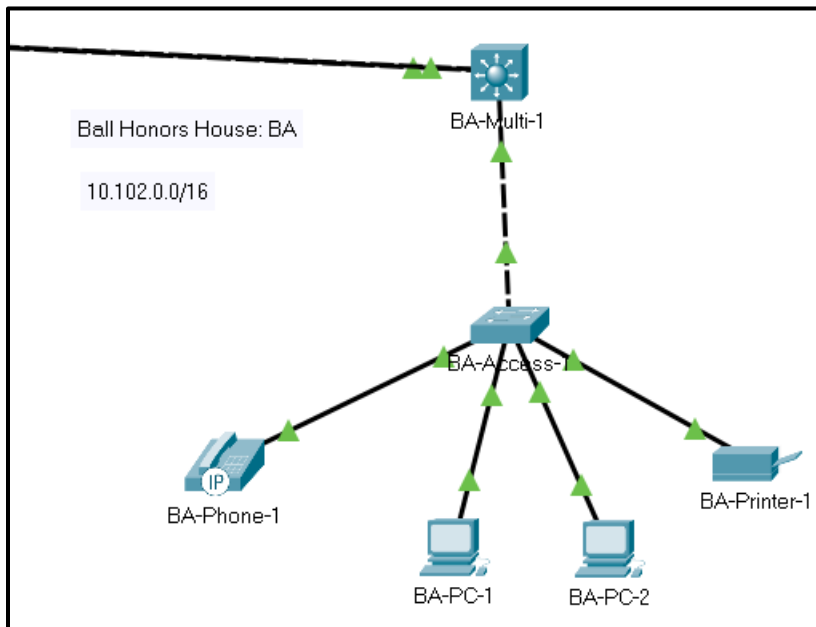 BA-Multi-1
Ball Honors House: BA
10.102.0.0/16
BA-Access-1
IP
BA-Phone-1
BA-Printer-1
BA-PC-1
BA-PC-2